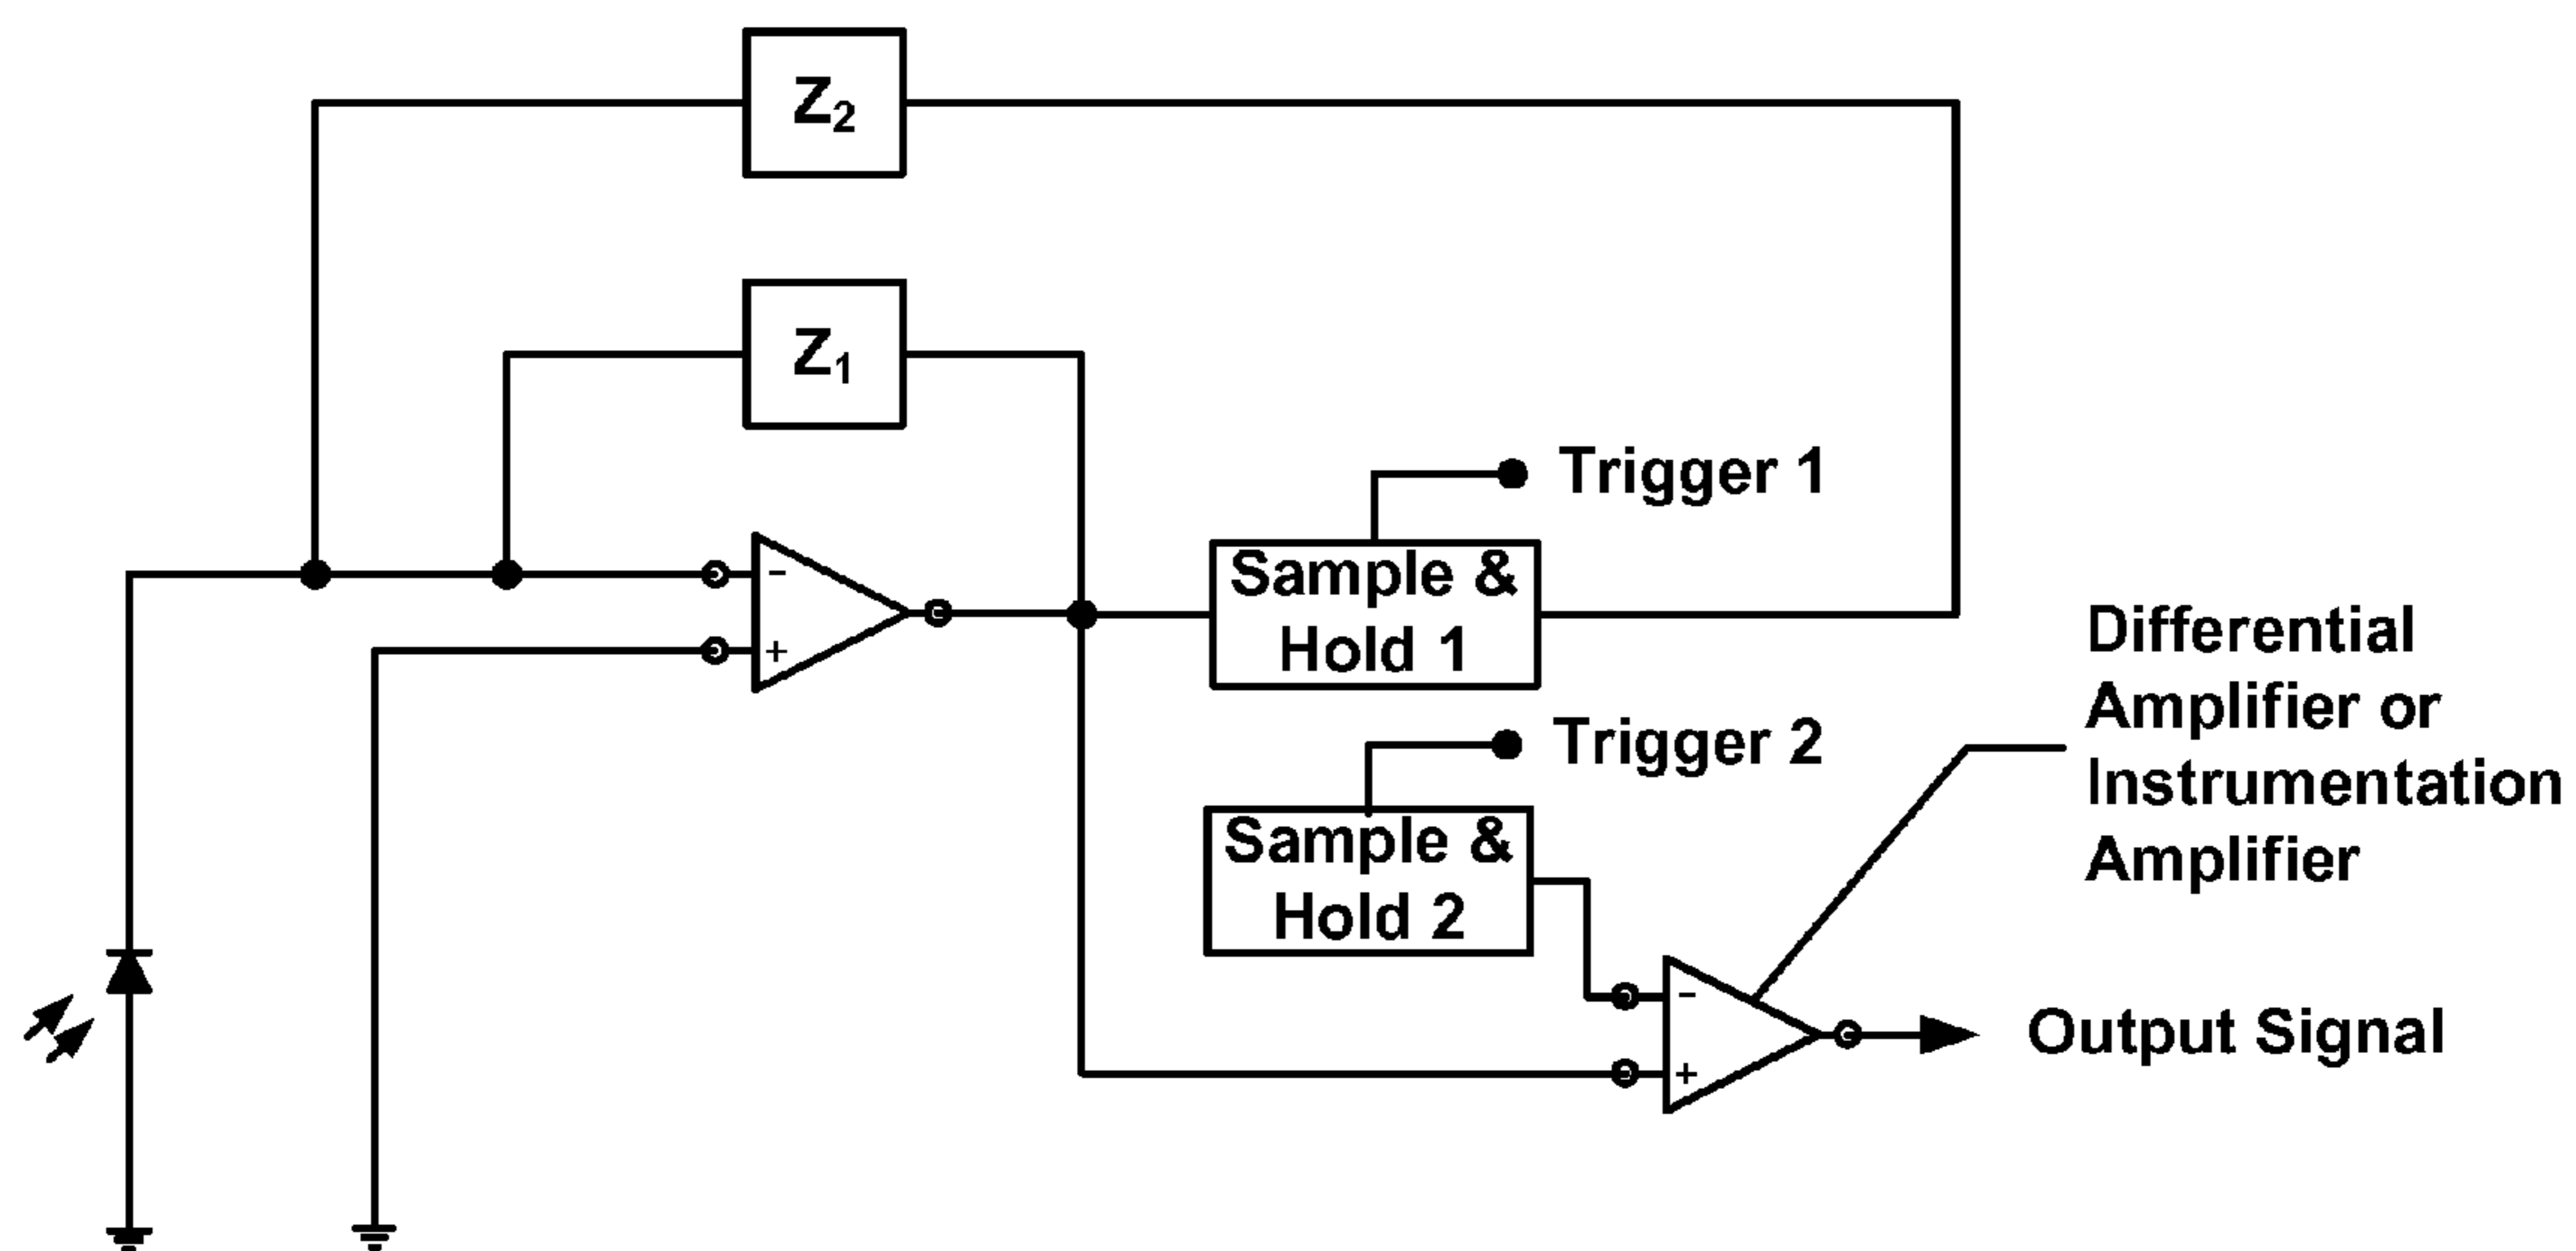 Z2
Z1
Trigger 1
Sample &
Hold 1
Trigger 2
Sample &
Hold 2
Differential
Amplifier or
Instrumentation
Amplifier
-
+
-
+
Output Signal